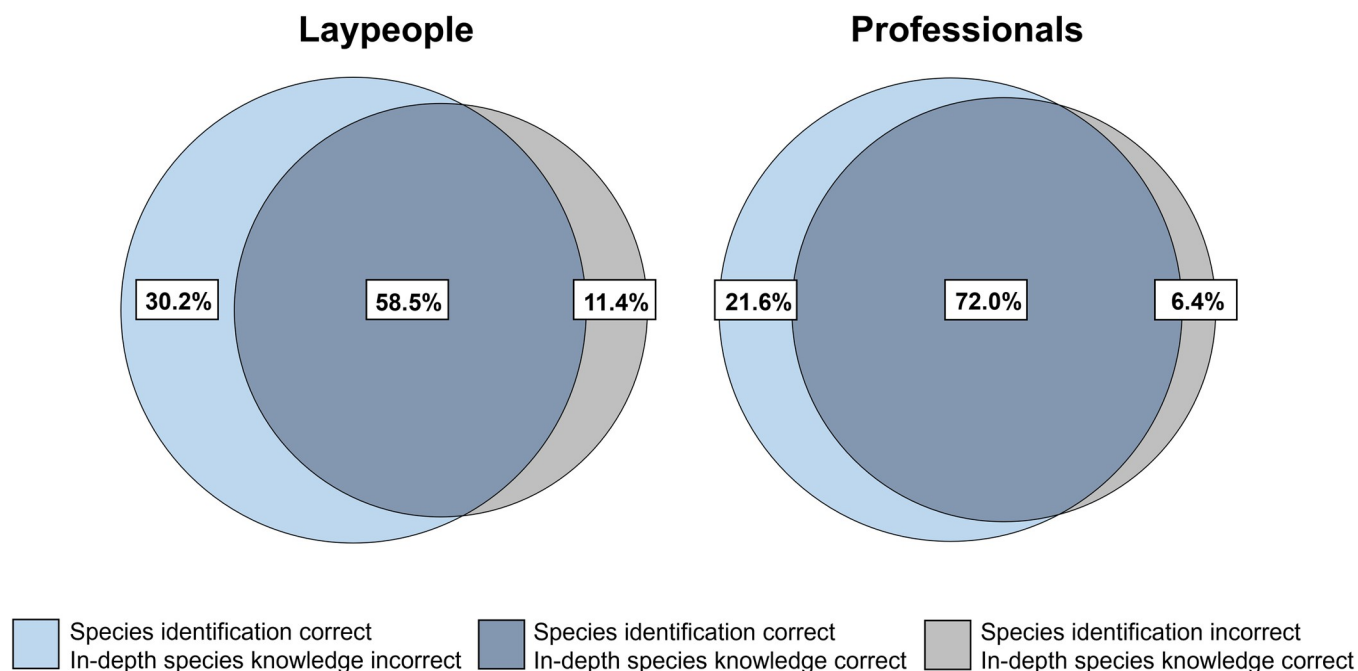 Laypeople
Professionals
30.2%
58.5%
11.4%
21.6%
72.0%
6.4%
Species identification correct
In-depth species knowledge incorrect
Species identification correct
In-depth species knowledge correct
Species identification incorrect
In-depth species knowledge correct